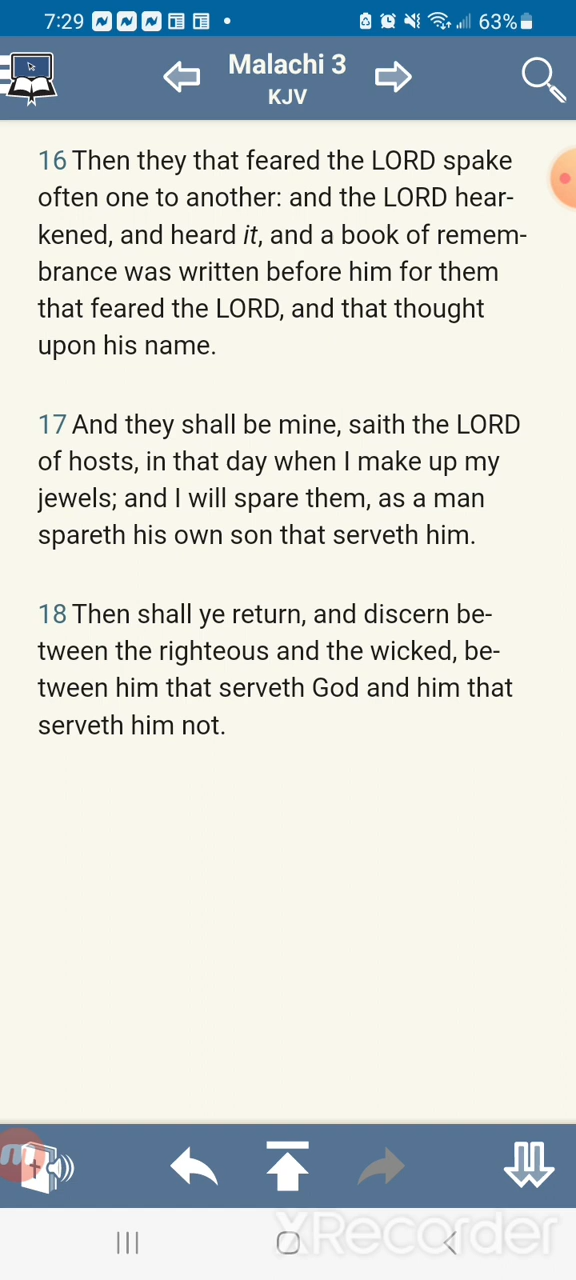 7:29
63%
Malachi 3
KJV
16 Then they that feared the LORD spake
often one to another: and the LORD hear-
kened, and heard it, and a book of remem-
brance was written before him for them
that feared the LORD, and that thought
upon his name.
17 And they shall be mine, saith the LORD
of hosts, in that day when I make up my
jewels; and I will spare them, as a man
spareth his own son that serveth him.
18 Then shall ye return, and discern be-
tween the righteous and the wicked, be-
tween him that serveth God and him that
serveth him not.
XRecorder